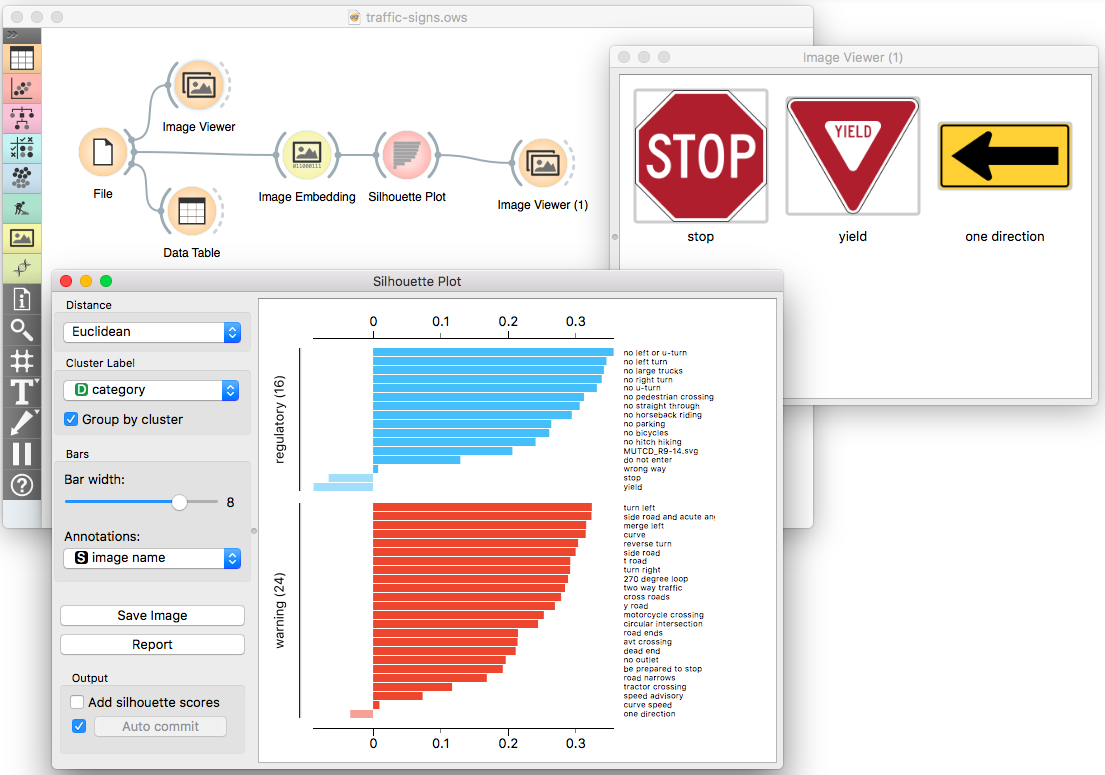 traffic-signs.ows
Image Viewer
File
011000111
Image Embedding
Silhouette Plot
Image Viewer (1)
Data Table
Image Viewer (1)
STOP
YIELD
stop
yield
one direction
Silhouette Plot
Distance
Euclidean
Cluster Label
D category
Group by cluster
Bars
Bar width:
8
Annotations:
S image name
Save Image
Report
Output
Add silhouette scores
Auto commit
0 0.1 0.2 0.3
regulatory (16)
no left or u-turn
no left turn
no large trucks
no right turn
no u-turn
no pedestrian crossing
no straight through
no horseback riding
no parking
no bicycles
no hitch hiking
MUTCD_R9-14.svg
do not enter
wrong way
stop
yield
warning (24)
turn left
side road and acute ang
merge left
curve
reverse turn
side road
t road
turn right
270 degree loop
two way traffic
cross roads
y road
motorcycle crossing
circular intersection
road ends
avt crossing
dead end
no outlet
be prepared to stop
road narrows
tractor crossing
speed advisory
curve speed
one direction
0 0.1 0.2 0.3